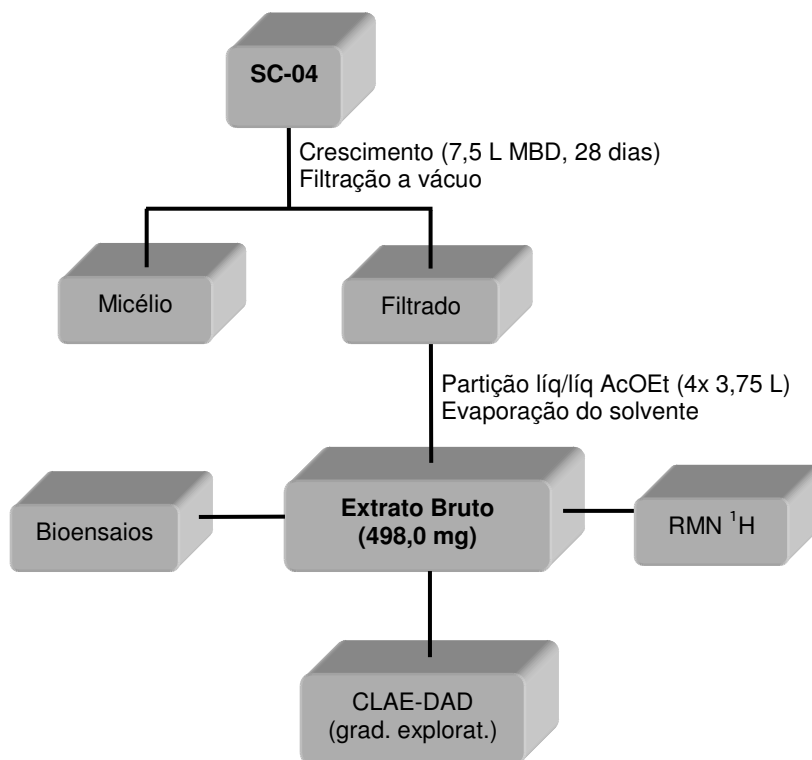 SC-04
Crescimento (7,5 L MBD, 28 dias)
Filtração a vácuo
Micélio
Filtrado
Partição líq/líq AcOEt (4x 3,75 L)
Evaporação do solvente
Bioensaios
Extrato Bruto
(498,0 mg)
RMN ¹H
CLAE-DAD
(grad. explorat.)